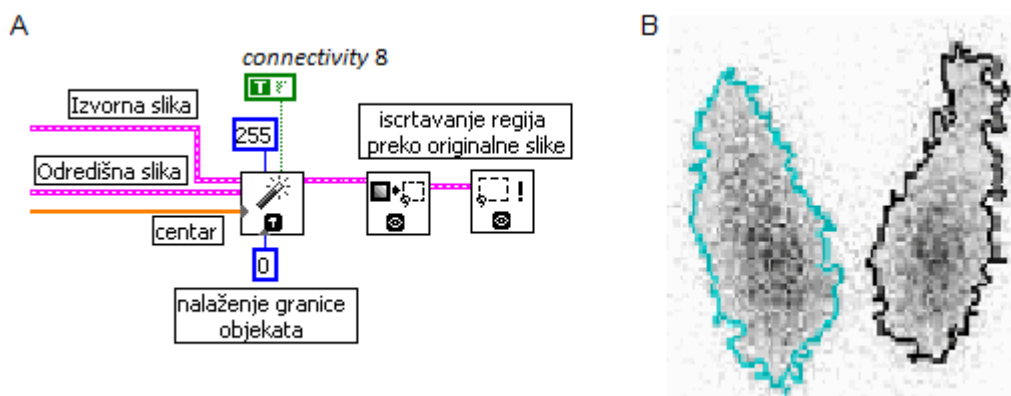 A
connectivity 8
T
Izvorna slika
255
iscrtavanje regija
preko originalne slike
Odredišna slika
!
centar
T
0
nalaženje granice
objekata
B